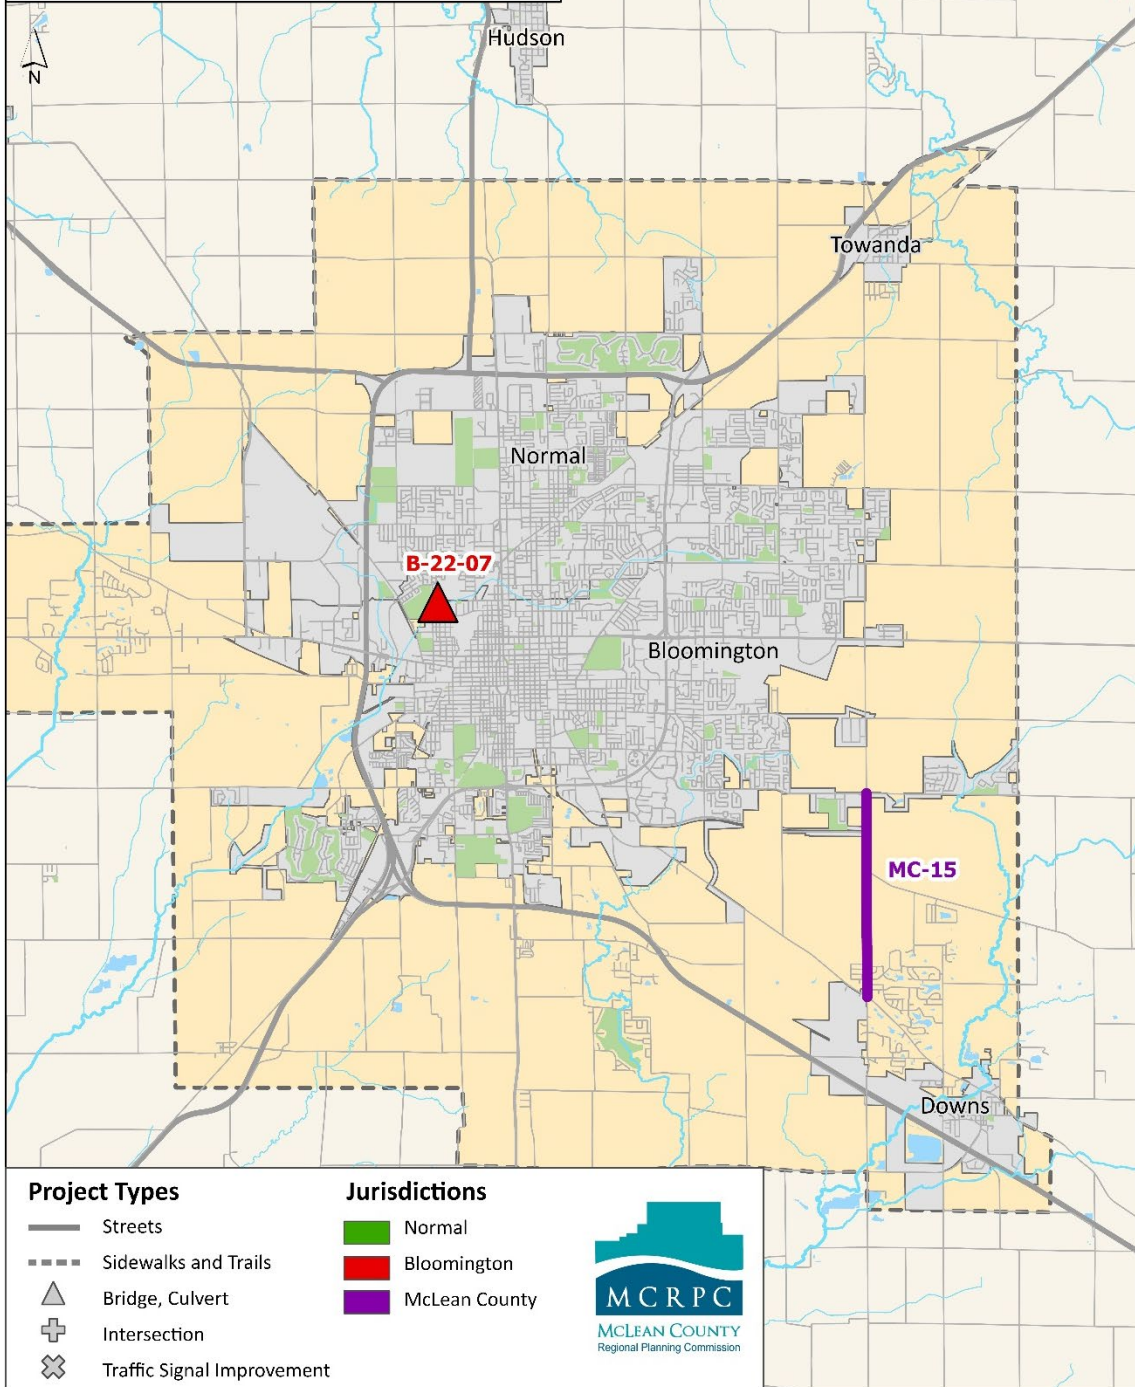 Hudson
N
Towanda
Normal
B-22-07
Bloomington
MC-15
Downs
Project Types
Streets
Sidewalks and Trails
Bridge, Culvert
Intersection
Traffic Signal Improvement
Jurisdictions
Normal
Bloomington
McLean County
MCRPC
MCLEAN COUNTY
Regional Planning Commission